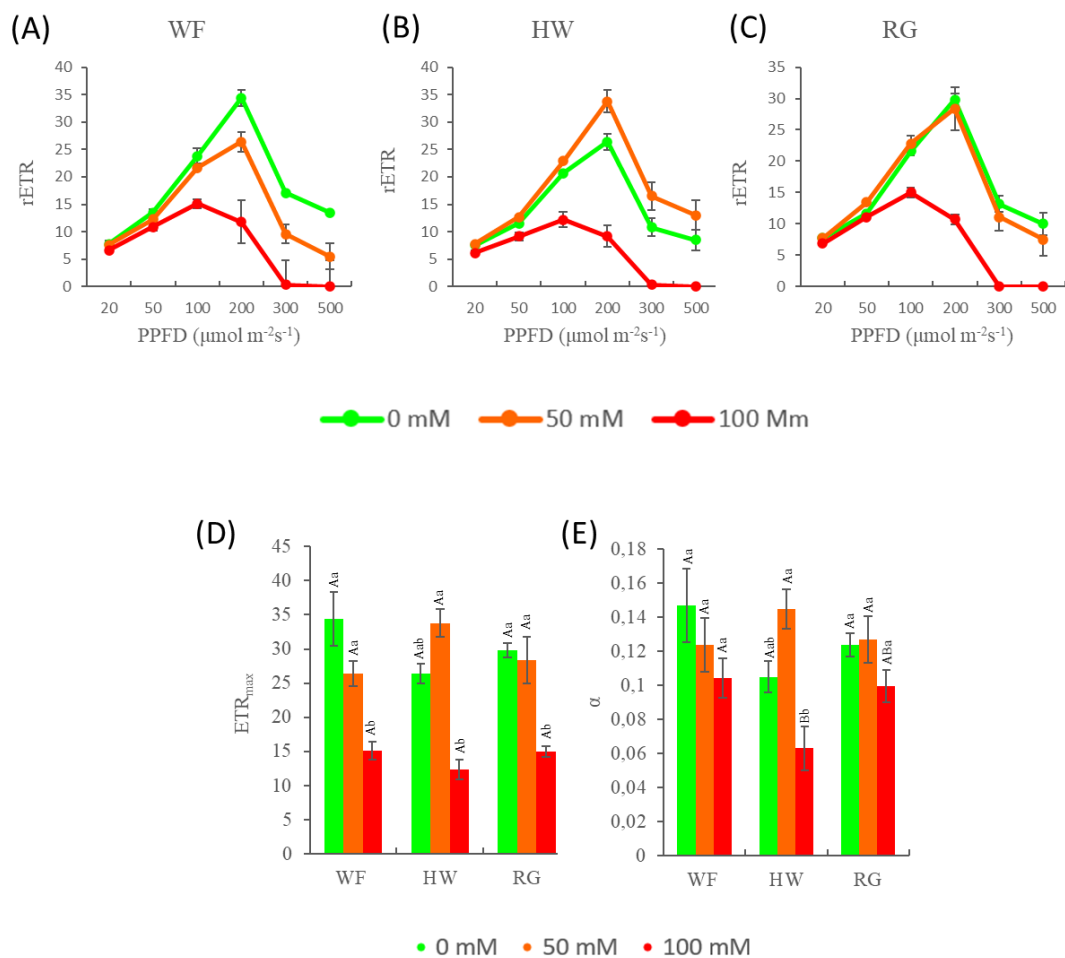 (A) WF
(B) HW
(C) RG
rETR
40
35
30
25
20
15
10
5
0
20 50 100 200 300 500
PPFD (μmol m⁻²s⁻¹)
rETR
40
35
30
25
20
15
10
5
0
20 50 100 200 300 500
PPFD (μmol m⁻²s⁻¹)
rETR
35
30
25
20
15
10
5
0
20 50 100 200 300 500
PPFD (μmol m⁻²s⁻¹)
0 mM 50 mM 100 Mm
(D)
ETRmax
45
40
35
30
25
20
15
10
5
0
Aa Aa Ab Aab Aa Ab Aa Aa Ab
WF HW RG
(E)
α
0,18
0,16
0,14
0,12
0,1
0,08
0,06
0,04
0,02
0
Aa Aa Aa Aab Aa Bb Aa Aa ABa
WF HW RG
0 mM 50 mM 100 mM